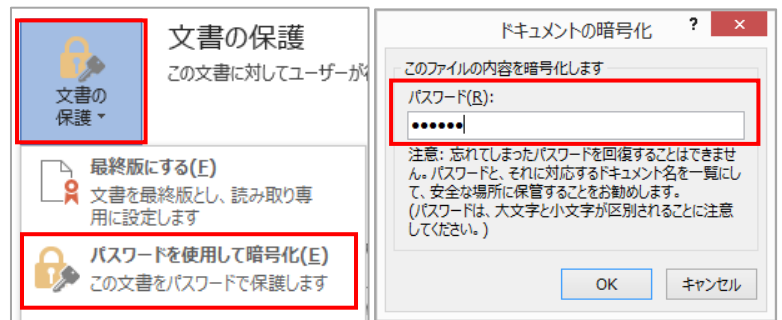 文書の保護
この文書に対してユーザーが
文書の
保護
最終版にする(F)
文書を最終版とし、読み取り専
用に設定します
パスワードを使用して暗号化(E)
この文書をパスワードで保護します
ドキュメントの暗号化 ? ×
このファイルの内容を暗号化します
パスワード(R):
●●●●●●
注意: 忘れてしまったパスワードを回復することはできませ
ん。パスワードと、それに対応するドキュメント名を一覧にし
て、安全な場所に保管することをお勧めします。
(パスワードは、大文字と小文字が区別されることに注意
してください。)
OK キャンセル